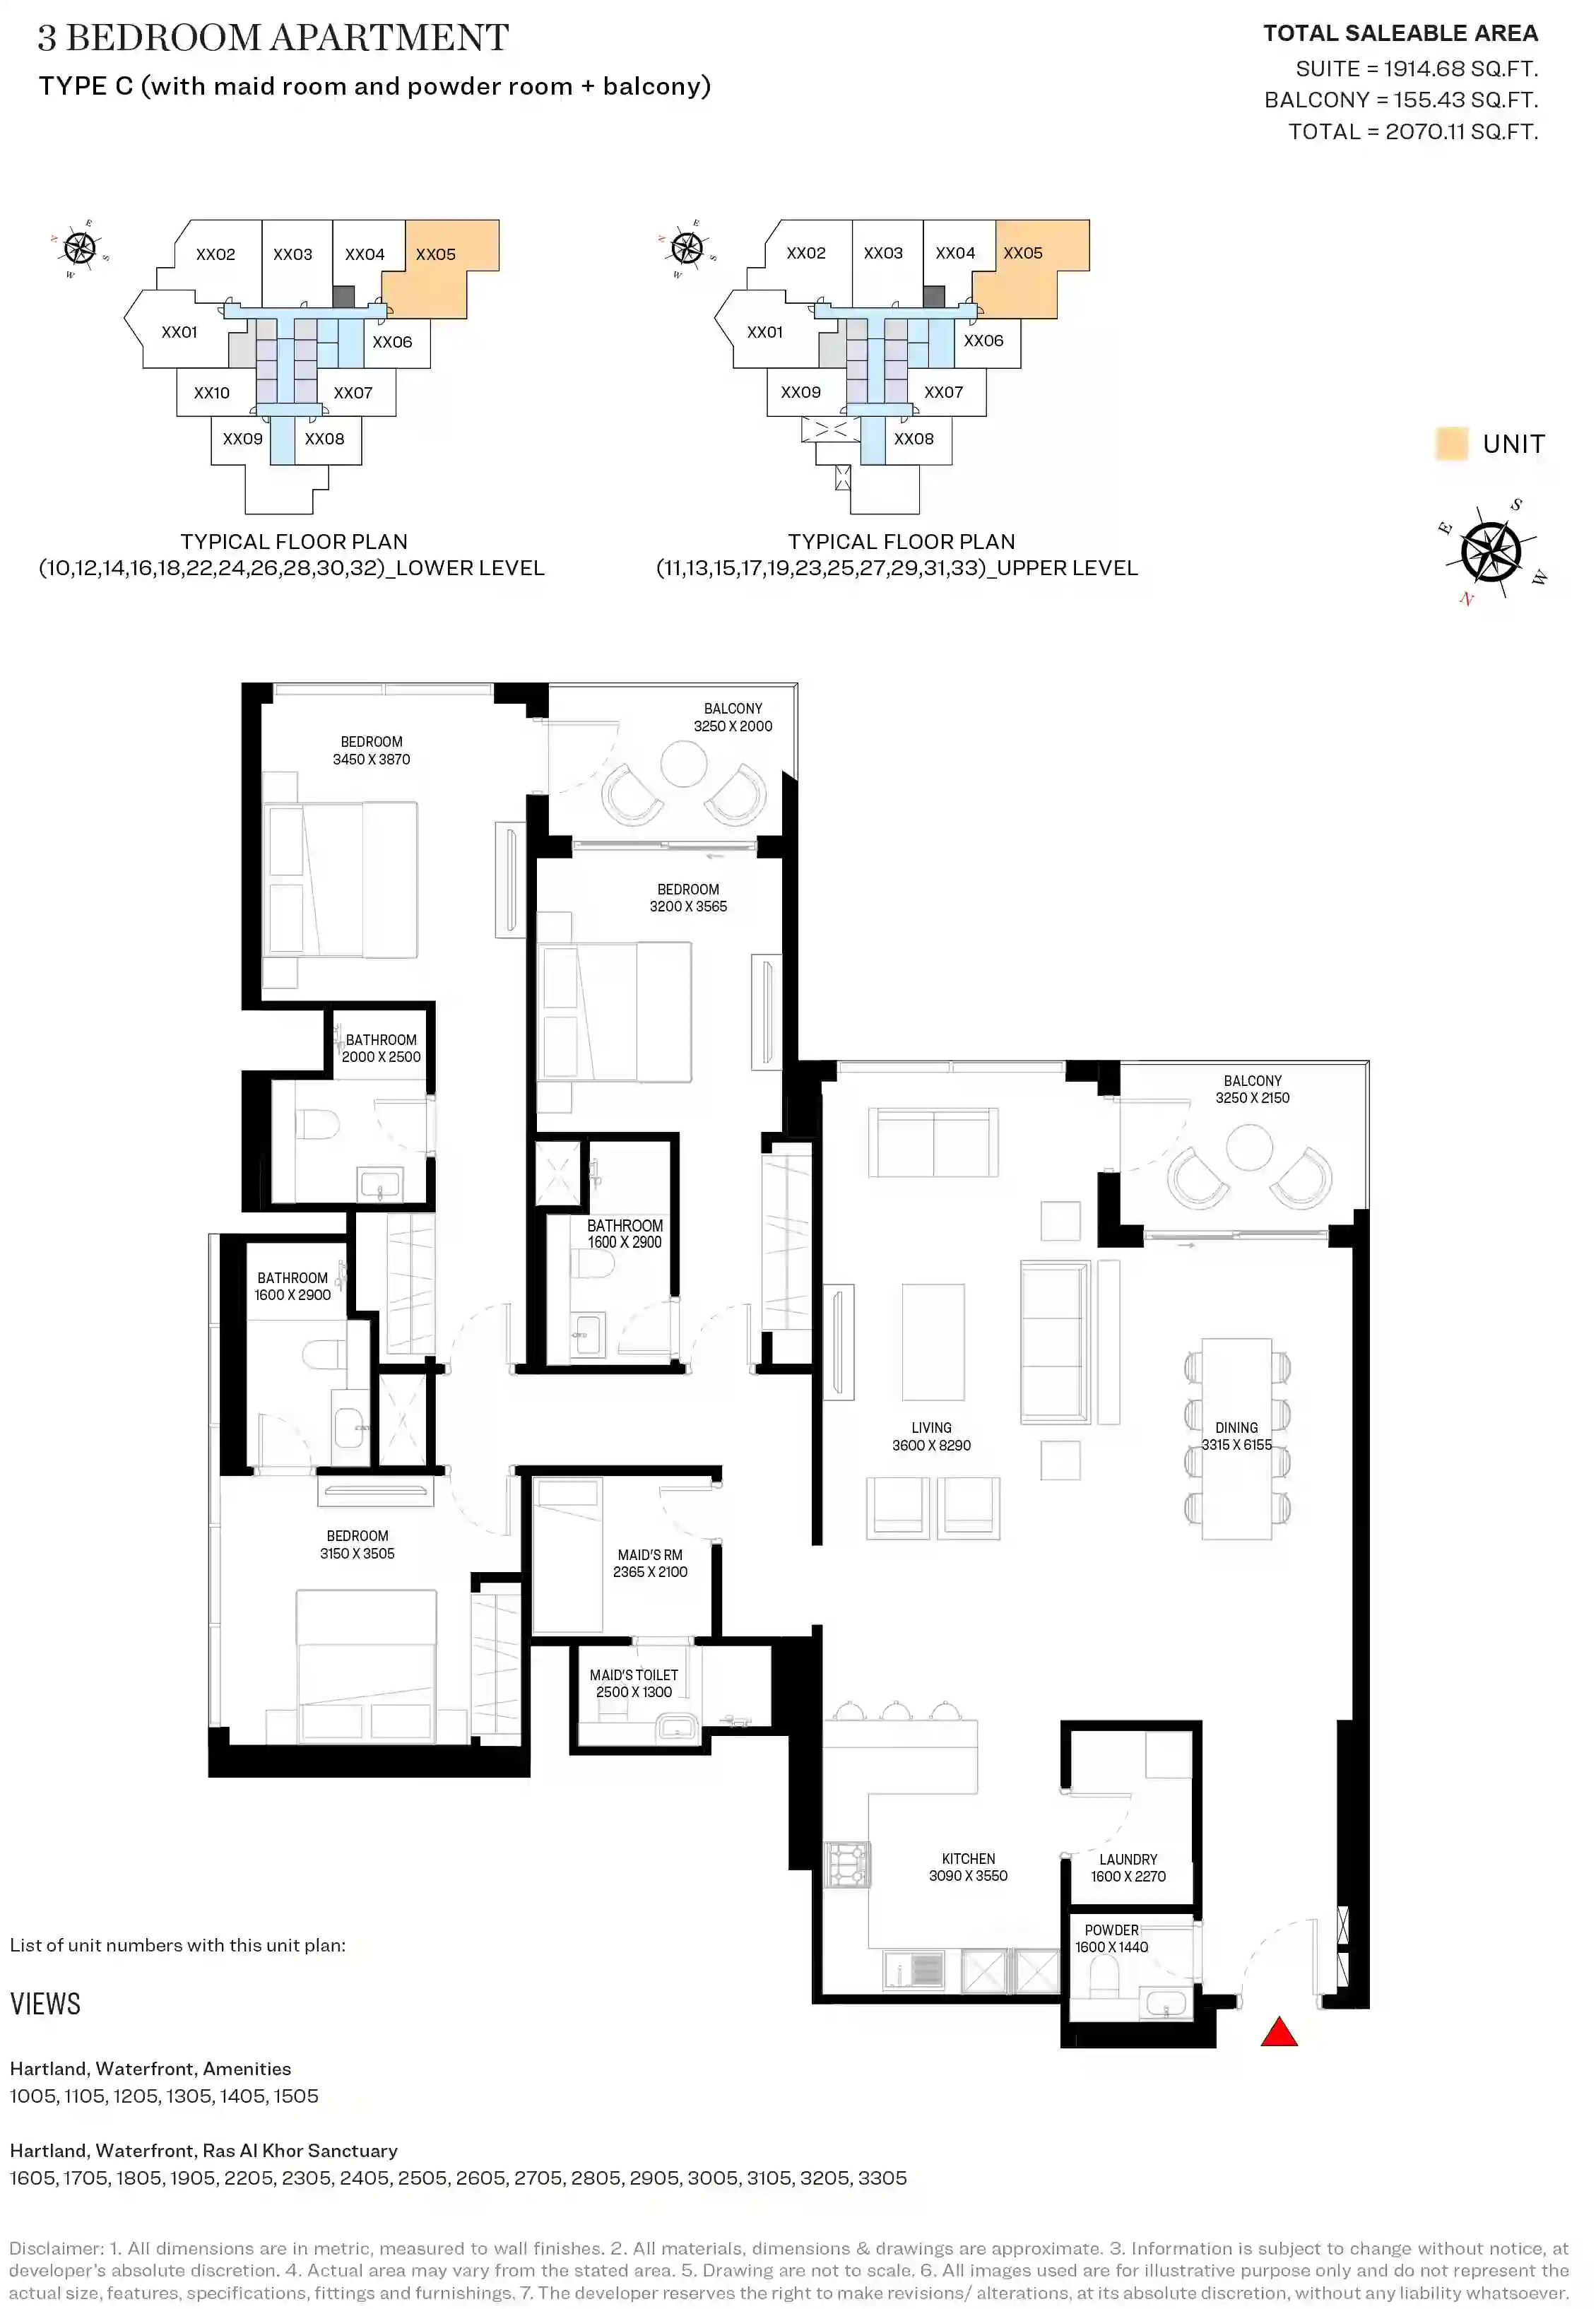 3 BEDROOM APARTMENT
TYPE C (with maid room and powder room + balcony)
TOTAL SALEABLE AREA
SUITE = 1914.68 SQ.FT.
BALCONY = 155.43 SQ.FT.
TOTAL = 2070.11 SQ.FT.
N E S W
XX02 XX03 XX04 XX05
XX01
XX06
XX10 XX07
XX09 XX08
TYPICAL FLOOR PLAN
(10,12,14,16,18,22,24,26,28,30,32)_LOWER LEVEL
N E S W
XX02 XX03 XX04 XX05
XX01
XX06
XX09 XX07
XX08
TYPICAL FLOOR PLAN
(11,13,15,17,19,23,25,27,29,31,33)_UPPER LEVEL
UNIT
E S W N
BALCONY
3250 X 2000
BEDROOM
3450 X 3870
BEDROOM
3200 X 3565
BATHROOM
2000 X 2500
BALCONY
3250 X 2150
BATHROOM
1600 X 2900
BATHROOM
1600 X 2900
LIVING
3600 X 8290
DINING
3315 X 6155
BEDROOM
3150 X 3505
MAID'S RM
2365 X 2100
MAID'S TOILET
2500 X 1300
KITCHEN
3090 X 3550
LAUNDRY
1600 X 2270
POWDER
1600 X 1440
List of unit numbers with this unit plan:
VIEWS
Hartland, Waterfront, Amenities
1005, 1105, 1205, 1305, 1405, 1505
Hartland, Waterfront, Ras Al Khor Sanctuary
1605, 1705, 1805, 1905, 2205, 2305, 2405, 2505, 2605, 2705, 2805, 2905, 3005, 3105, 3205, 3305
Disclaimer: 1. All dimensions are in metric, measured to wall finishes. 2. All materials, dimensions & drawings are approximate. 3. Information is subject to change without notice, at
developer's absolute discretion. 4. Actual area may vary from the stated area. 5. Drawing are not to scale. 6. All images used are for illustrative purpose only and do not represent the
actual size, features, specifications, fittings and furnishings. 7. The developer reserves the right to make revisions/ alterations, at its absolute discretion, without any liability whatsoever.